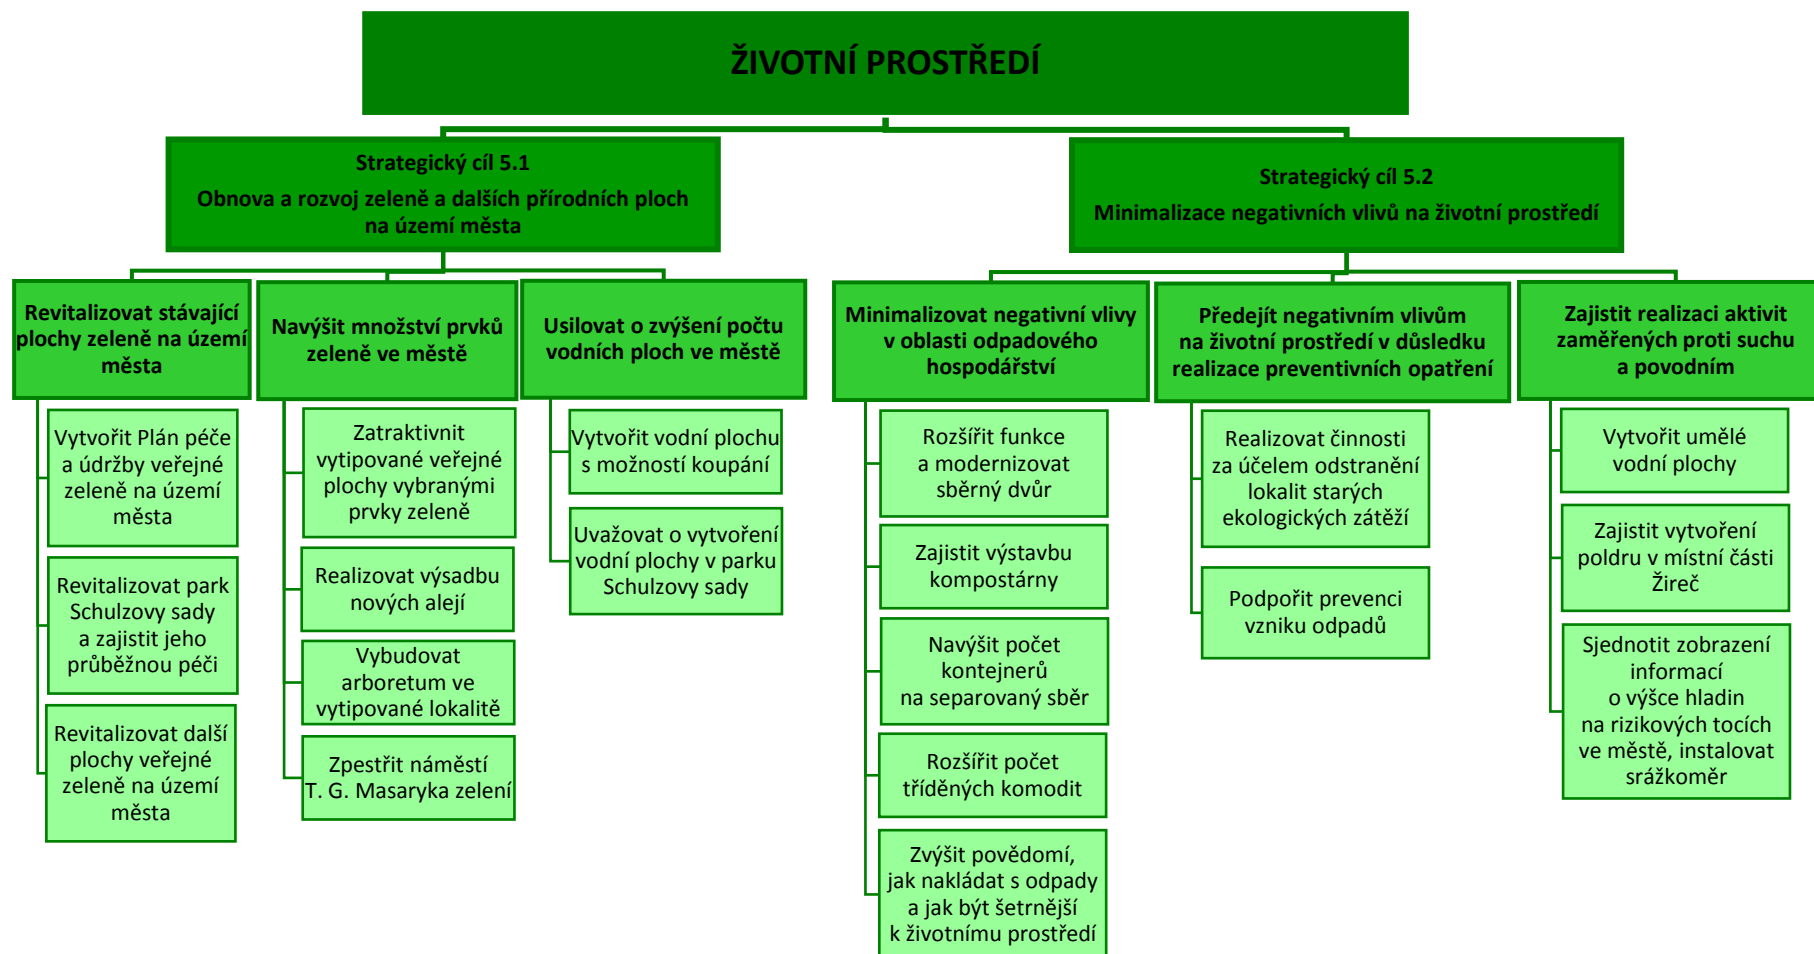 ŽIVOTNÍ PROSTŘEDÍ
Strategický cíl 5.1
Obnova a rozvoj zeleně a dalších přírodních ploch
na území města
Revitalizovat stávající
plochy zeleně na území
města
Vytvořit Plán péče
a údržby veřejné
zeleně na území
města
Revitalizovat park
Schulzovy sady
a zajistit jeho
průběžnou péči
Revitalizovat další
plochy veřejné
zeleně na území
města
Navýšit množství prvků
zeleně ve městě
Zatraktivnit
vytipované veřejné
plochy vybranými
prvky zeleně
Realizovat výsadbu
nových alejí
Vybudovat
arboretum ve
vytipované lokalitě
Zpestřit náměstí
T. G. Masaryka zelení
Usilovat o zvýšení počtu
vodních ploch ve městě
Vytvořit vodní plochu
s možností koupání
Uvažovat o vytvoření
vodní plochy v parku
Schulzovy sady
Strategický cíl 5.2
Minimalizace negativních vlivů na životní prostředí
Minimalizovat negativní vlivy
v oblasti odpadového
hospodářství
Rozšířit funkce
a modernizovat
sběrný dvůr
Zajistit výstavbu
kompostárny
Navýšit počet
kontejnerů
na separovaný sběr
Rozšířit počet
tříděných komodit
Zvýšit povědomí,
jak nakládat s odpady
a jak být šetrnější
k životnímu prostředí
Předejít negativním vlivům
na životní prostředí v důsledku
realizace preventivních opatření
Realizovat činnosti
za účelem odstranění
lokalit starých
ekologických zátěží
Podpořit prevenci
vzniku odpadů
Zajistit realizaci aktivit
zaměřených proti suchu
a povodním
Vytvořit umělé
vodní plochy
Zajistit vytvoření
poldru v místní části
Žireč
Sjednotit zobrazení
informací
o výšce hladin
na rizikových tocích
ve městě, instalovat
srážkoměr